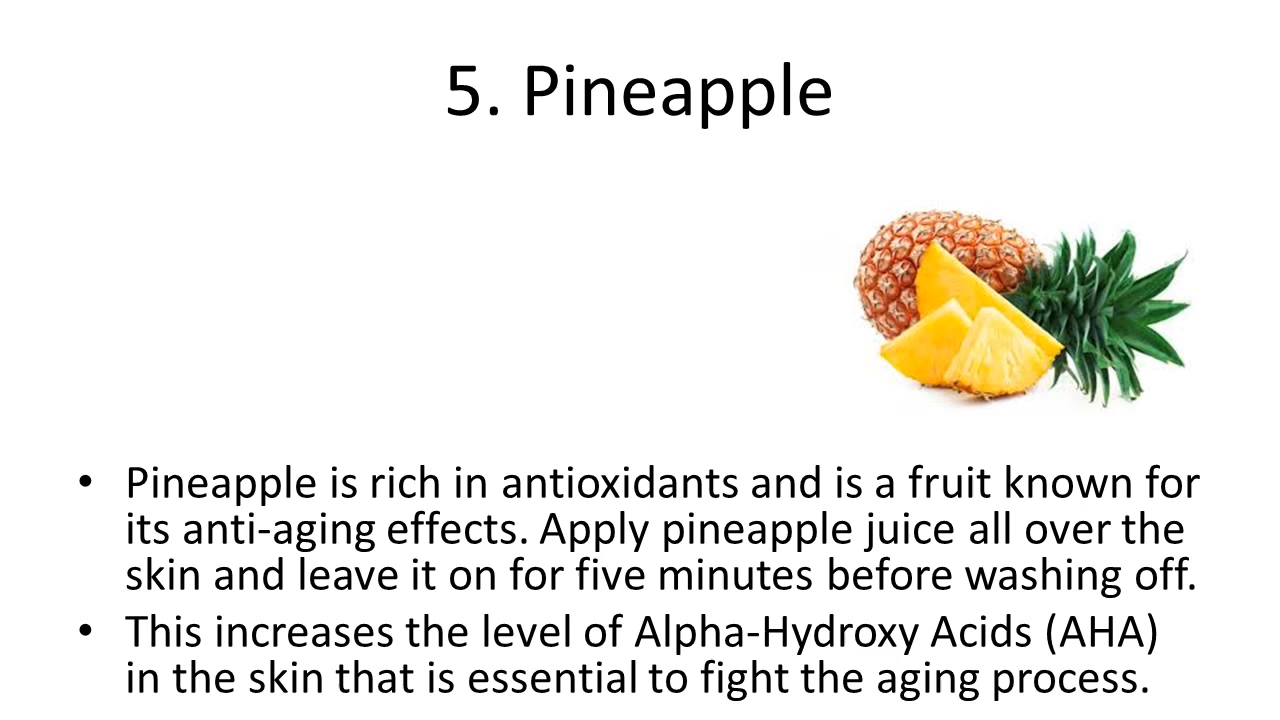 5. Pineapple
• Pineapple is rich in antioxidants and is a fruit known for
its anti-aging effects. Apply pineapple juice all over the
skin and leave it on for five minutes before washing off.
• This increases the level of Alpha-Hydroxy Acids (AHA)
in the skin that is essential to fight the aging process.